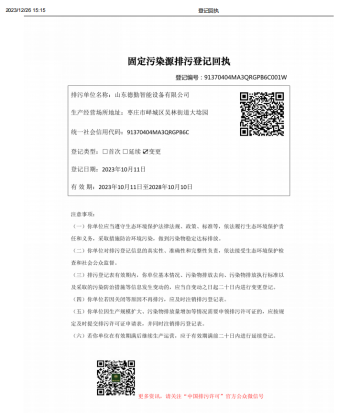 2023/12/26 15:15
登记回执
固定污染源排污登记回执
登记编号：91370404MA3QRGPB6C001W
排污单位名称：山东德勤智能设备有限公司
生产经营场所地址：枣庄市峄城区吴林街道大坊园
统一社会信用代码：91370404MA3QRGPB6C
登记类型：□首次 □延续 ☑变更
登记日期：2023年10月11日
有 效 期：2023年10月11日至2028年10月10日
注意事项：
（一）你单位应当遵守生态环境保护法律法规、政策、标准等，依法履行生态环境保护责
任和义务，采取措施防治环境污染，做到污染物稳定达标排放。
（二）你单位对排污登记信息的真实性、准确性和完整性负责，依法接受生态环境保护检
查和社会公众监督。
（三）排污登记表有效期内，你单位基本情况、污染物排放去向、污染物排放执行标准以
及采取的污染防治措施等信息发生变动的，应当自变动之日起二十日内进行变更登记。
（四）你单位若因关闭等原因不再排污，应及时注销排污登记表。
（五）你单位因生产规模扩大、污染物排放量增加等情况需要申领排污许可证的，应按规
定及时提交排污许可证申请表，并同时注销排污登记表。
（六）若你单位在有效期满后继续生产运营，应于有效期满前二十日内进行延续登记。
更多资讯，请关注“中国排污许可”官方公众微信号